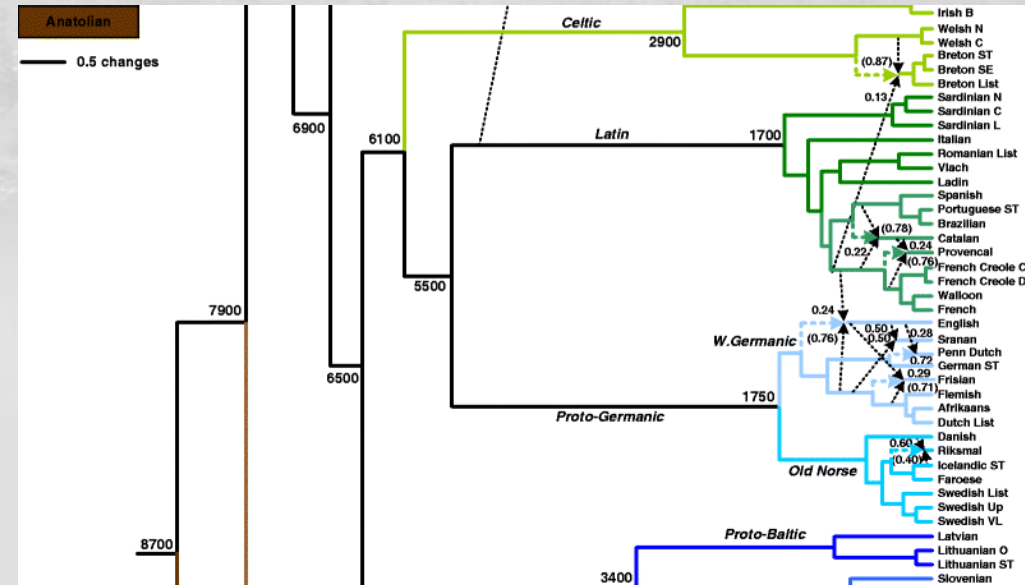 Anatolian
0.5 changes
Celtic
2900
6900
6100
Latin
1700
5500
7900
6500
W.Germanic
1750
Proto-Germanic
Old Norse
8700
Proto-Baltic
3400
(0.87)
0.13
(0.78)
0.22
0.24
(0.76)
0.24
(0.76)
0.50
0.50
0.28
0.72
0.29
(0.71)
0.60
(0.40)
Irish B
Welsh N
Welsh C
Breton ST
Breton SE
Breton List
Sardinian N
Sardinian C
Sardinian L
Italian
Romanian List
Vlach
Ladin
Spanish
Portuguese ST
Brazilian
Catalan
Provencal
French Creole C
French Creole D
Walloon
French
English
Sranan
Penn Dutch
German ST
Frisian
Flemish
Afrikaans
Dutch List
Danish
Riksmal
Icelandic ST
Faroese
Swedish List
Swedish Up
Swedish VL
Latvian
Lithuanian O
Lithuanian ST
Slovenian